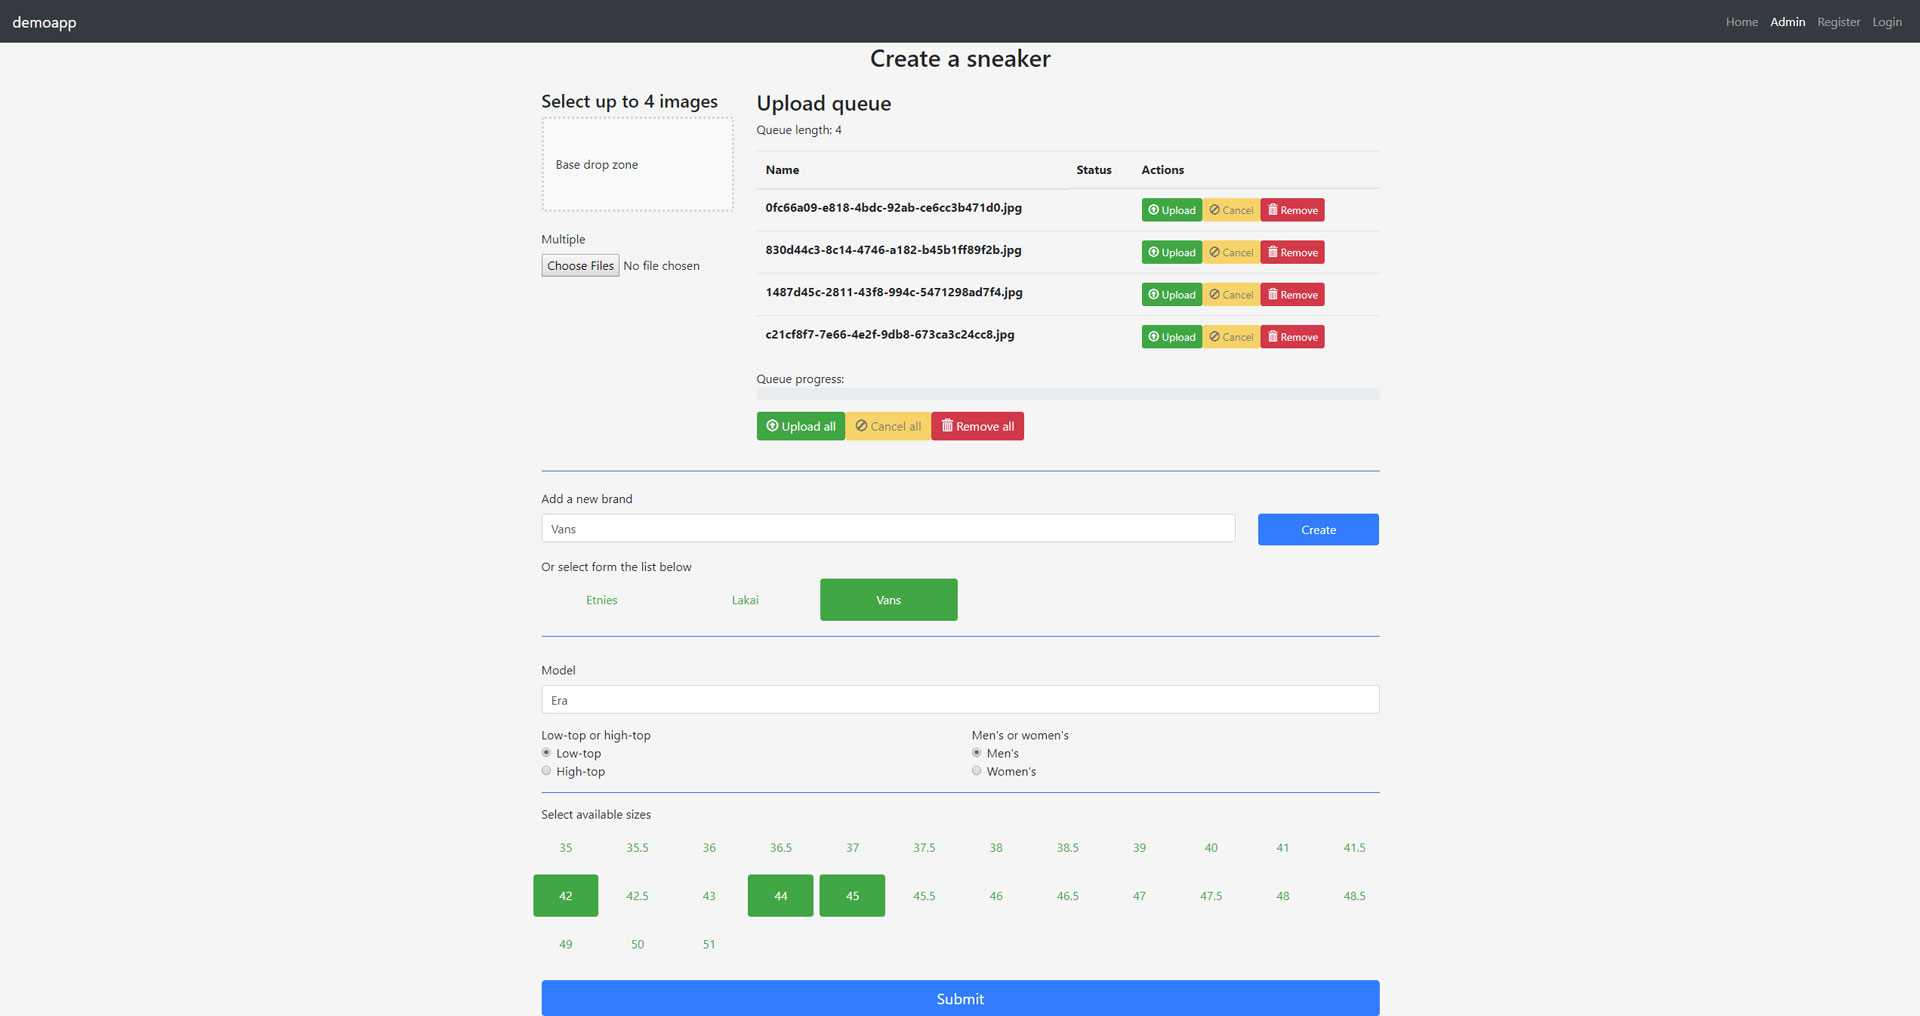 demoapp
Home Admin Register Login
Create a sneaker
Select up to 4 images
Base drop zone
Multiple
Choose Files No file chosen
Upload queue
Queue length: 4
Name Status Actions
0fc66a09-e818-4bdc-92ab-ce6cc3b471d0.jpg Upload Cancel Remove
830d44c3-8c14-4746-a182-b45b1ff89f2b.jpg Upload Cancel Remove
1487d45c-2811-43f8-994c-5471298ad7f4.jpg Upload Cancel Remove
c21cf8f7-7e66-4e2f-9db8-673ca3c24cc8.jpg Upload Cancel Remove
Queue progress:
Upload all Cancel all Remove all
Add a new brand
Vans Create
Or select form the list below
Etnies Lakai Vans
Model
Era
Low-top or high-top
Low-top
High-top
Men's or women's
Men's
Women's
Select available sizes
35 35.5 36 36.5 37 37.5 38 38.5 39 40 41 41.5
42 42.5 43 44 45 45.5 46 46.5 47 47.5 48 48.5
49 50 51
Submit